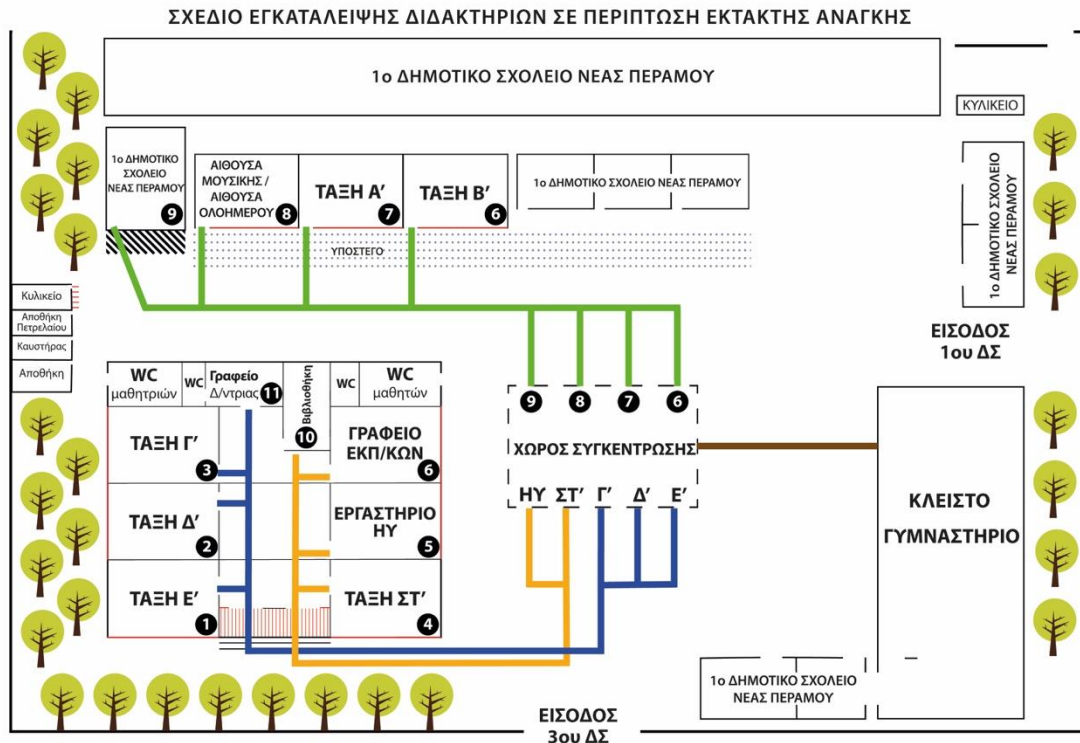 ΣΧΕΔΙΟ ΕΓΚΑΤΑΛΕΙΨΗΣ ΔΙΔΑΚΤΗΡΙΩΝ ΣΕ ΠΕΡΙΠΤΩΣΗ ΕΚΤΑΚΤΗΣ ΑΝΑΓΚΗΣ
1ο ΔΗΜΟΤΙΚΟ ΣΧΟΛΕΙΟ ΝΕΑΣ ΠΕΡΑΜΟΥ
ΚΥΛΙΚΕΙΟ
1ο ΔΗΜΟΤΙΚΟ
ΣΧΟΛΕΙΟ
ΝΕΑΣ ΠΕΡΑΜΟΥ
9
ΑΙΘΟΥΣΑ
ΜΟΥΣΙΚΗΣ /
ΑΙΘΟΥΣΑ
ΟΛΟΗΜΕΡΟΥ
8
ΤΑΞΗ Α'
7
ΤΑΞΗ Β'
6
1ο ΔΗΜΟΤΙΚΟ ΣΧΟΛΕΙΟ ΝΕΑΣ ΠΕΡΑΜΟΥ
1ο ΔΗΜΟΤΙΚΟ ΣΧΟΛΕΙΟ
ΝΕΑΣ ΠΕΡΑΜΟΥ
ΥΠΟΣΤΕΓΟ
Κυλικείο
Αποθήκη
Πετρελαίου
Καυστήρας
Αποθήκη
ΕΙΣΟΔΟΣ
1ου ΔΣ
WC
μαθητριών
WC
Γραφείο
Δ/ντριας
11
Βιβλιοθήκη
10
WC
WC
μαθητών
ΤΑΞΗ Γ'
3
ΓΡΑΦΕΙΟ
ΕΚΠ/ΚΩΝ
6
ΤΑΞΗ Δ'
2
ΕΡΓΑΣΤΗΡΙΟ
ΗΥ
5
ΤΑΞΗ Ε'
1
ΤΑΞΗ ΣΤ'
4
9 8 7 6
ΧΩΡΟΣ ΣΥΓΚΕΝΤΡΩΣΗΣ
ΗΥ ΣΤ' Γ' Δ' Ε'
ΚΛΕΙΣΤΟ
ΓΥΜΝΑΣΤΗΡΙΟ
1ο ΔΗΜΟΤΙΚΟ ΣΧΟΛΕΙΟ
ΝΕΑΣ ΠΕΡΑΜΟΥ
ΕΙΣΟΔΟΣ
3ου ΔΣ